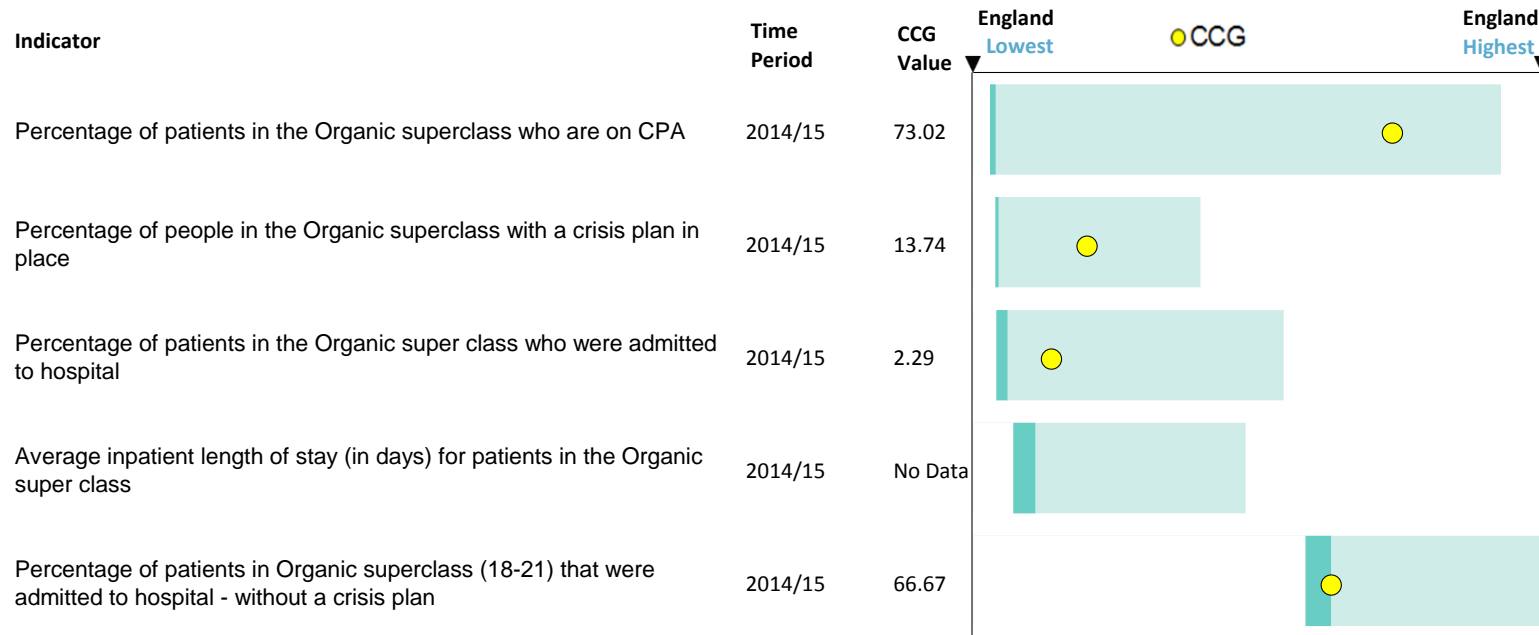 Indicator
Time Period
CCG Value
England Lowest
CCG
England Highest
Percentage of patients in the Organic superclass who are on CPA
2014/15
73.02
Percentage of people in the Organic superclass with a crisis plan in
place
2014/15
13.74
Percentage of patients in the Organic super class who were admitted
to hospital
2014/15
2.29
Average inpatient length of stay (in days) for patients in the Organic
super class
2014/15
No Data
Percentage of patients in Organic superclass (18-21) that were
admitted to hospital - without a crisis plan
2014/15
66.67